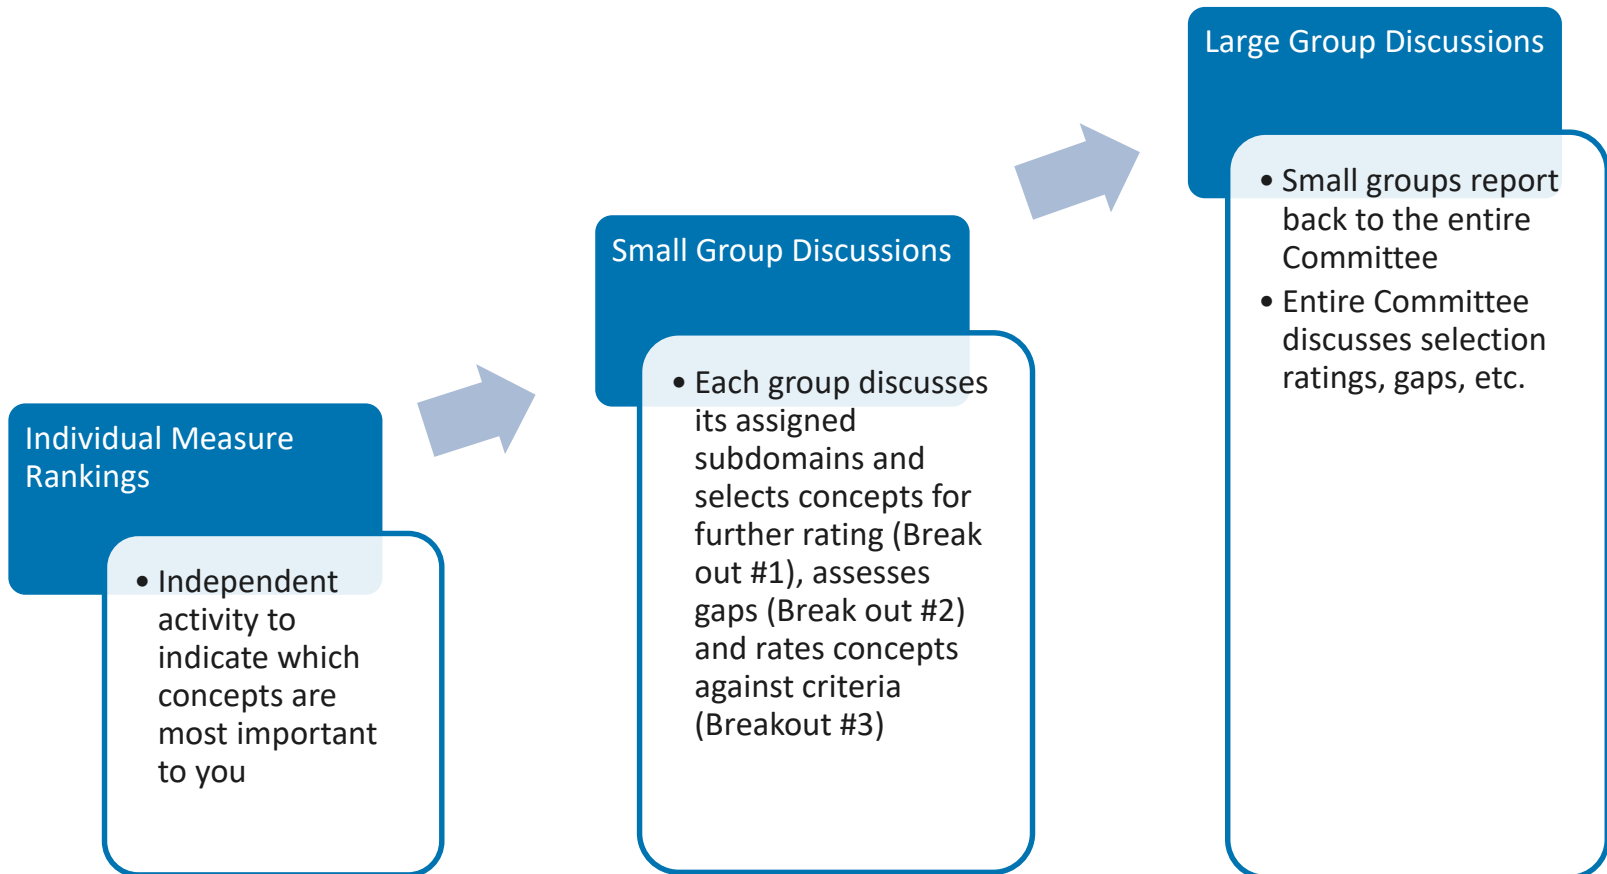 Individual Measure
Rankings
• Independent
activity to
indicate which
concepts are
most important
to you
Small Group Discussions
• Each group discusses
its assigned
subdomains and
selects concepts for
further rating (Break
out #1), assesses
gaps (Break out #2)
and rates concepts
against criteria
(Breakout #3)
Large Group Discussions
• Small groups report
back to the entire
Committee
• Entire Committee
discusses selection
ratings, gaps, etc.